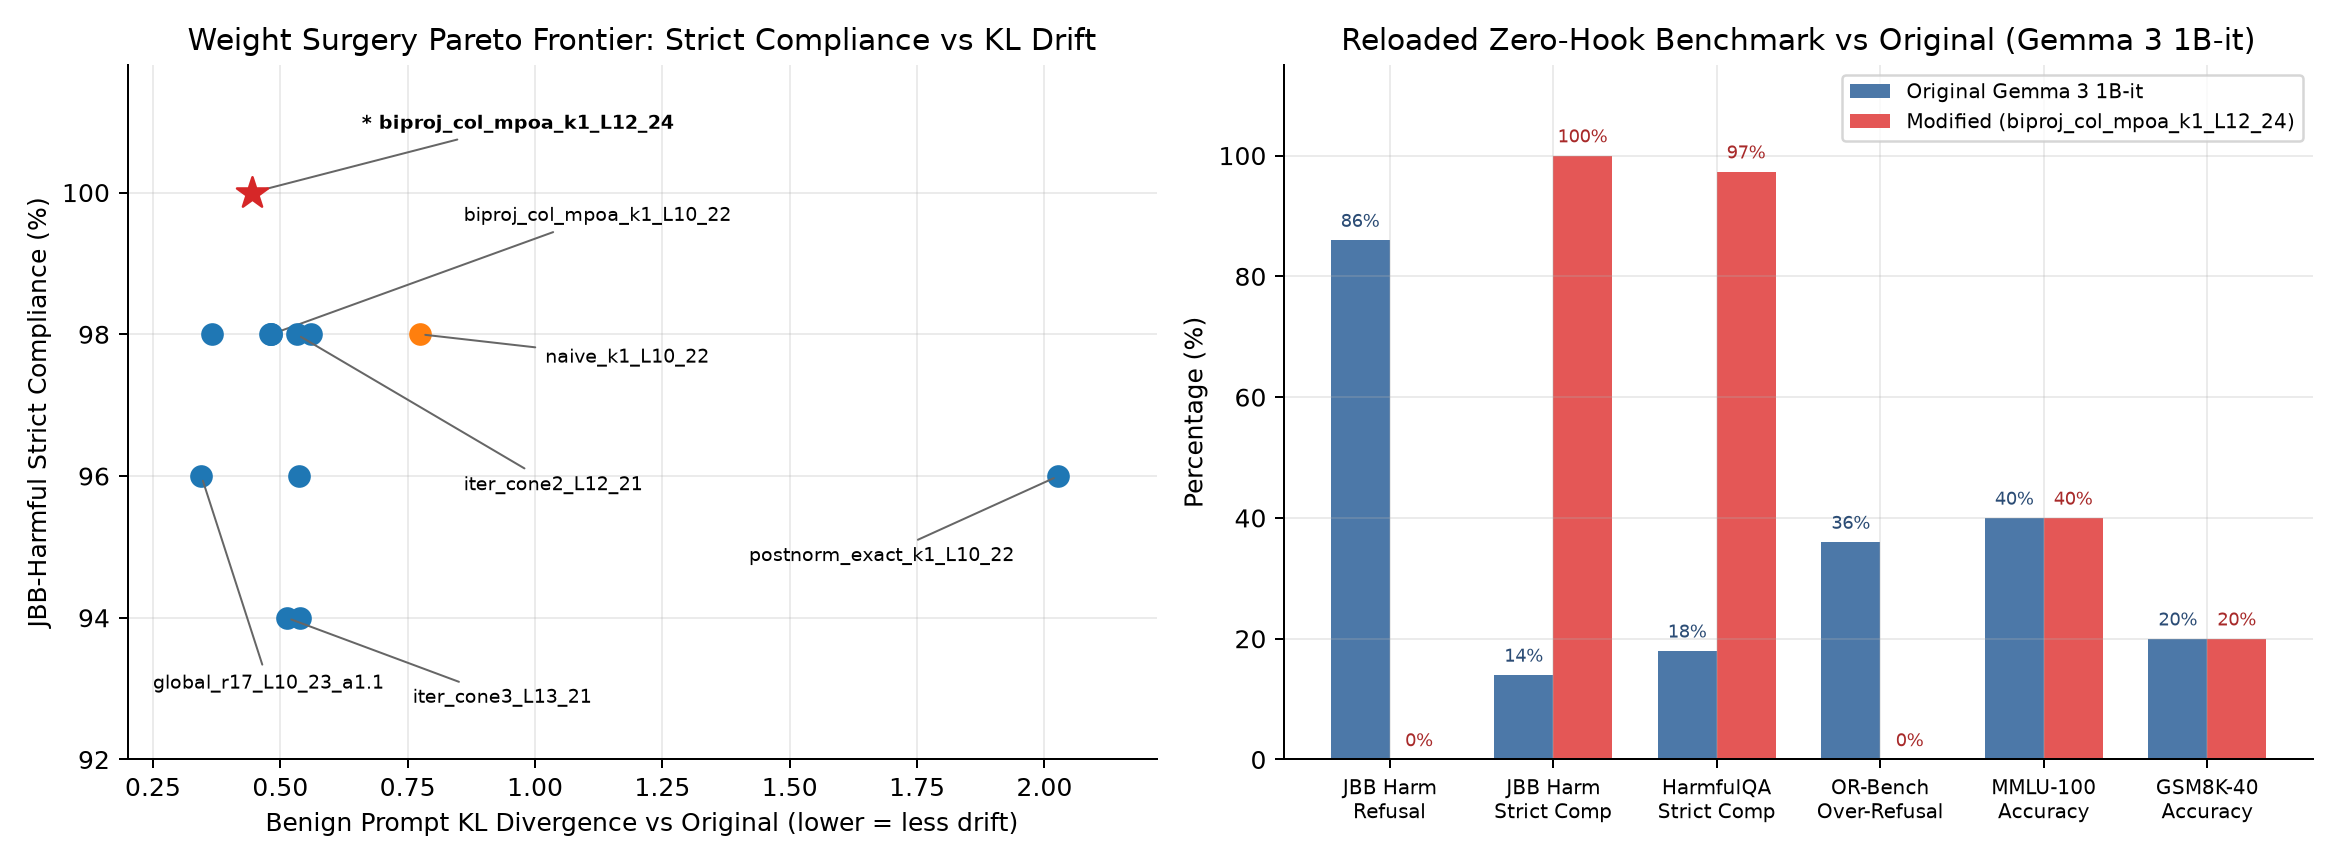 Weight Surgery Pareto Frontier: Strict Compliance vs KL Drift
JBB-Harmful Strict Compliance (%)
100
98
96
94
92
* biproj_col_mpoa_k1_L12_24
biproj_col_mpoa_k1_L10_22
naive_k1_L10_22
iter_cone2_L12_21
postnorm_exact_k1_L10_22
global_r17_L10_23_a1.1
iter_cone3_L13_21
0.25 0.50 0.75 1.00 1.25 1.50 1.75 2.00
Benign Prompt KL Divergence vs Original (lower = less drift)
Reloaded Zero-Hook Benchmark vs Original (Gemma 3 1B-it)
Original Gemma 3 1B-it
Modified (biproj_col_mpoa_k1_L12_24)
Percentage (%)
100
80
60
40
20
0
86%
0%
14%
100%
18%
97%
36%
0%
40%
40%
20%
20%
JBB Harm
Refusal
JBB Harm
Strict Comp
HarmfulQA
Strict Comp
OR-Bench
Over-Refusal
MMLU-100
Accuracy
GSM8K-40
Accuracy